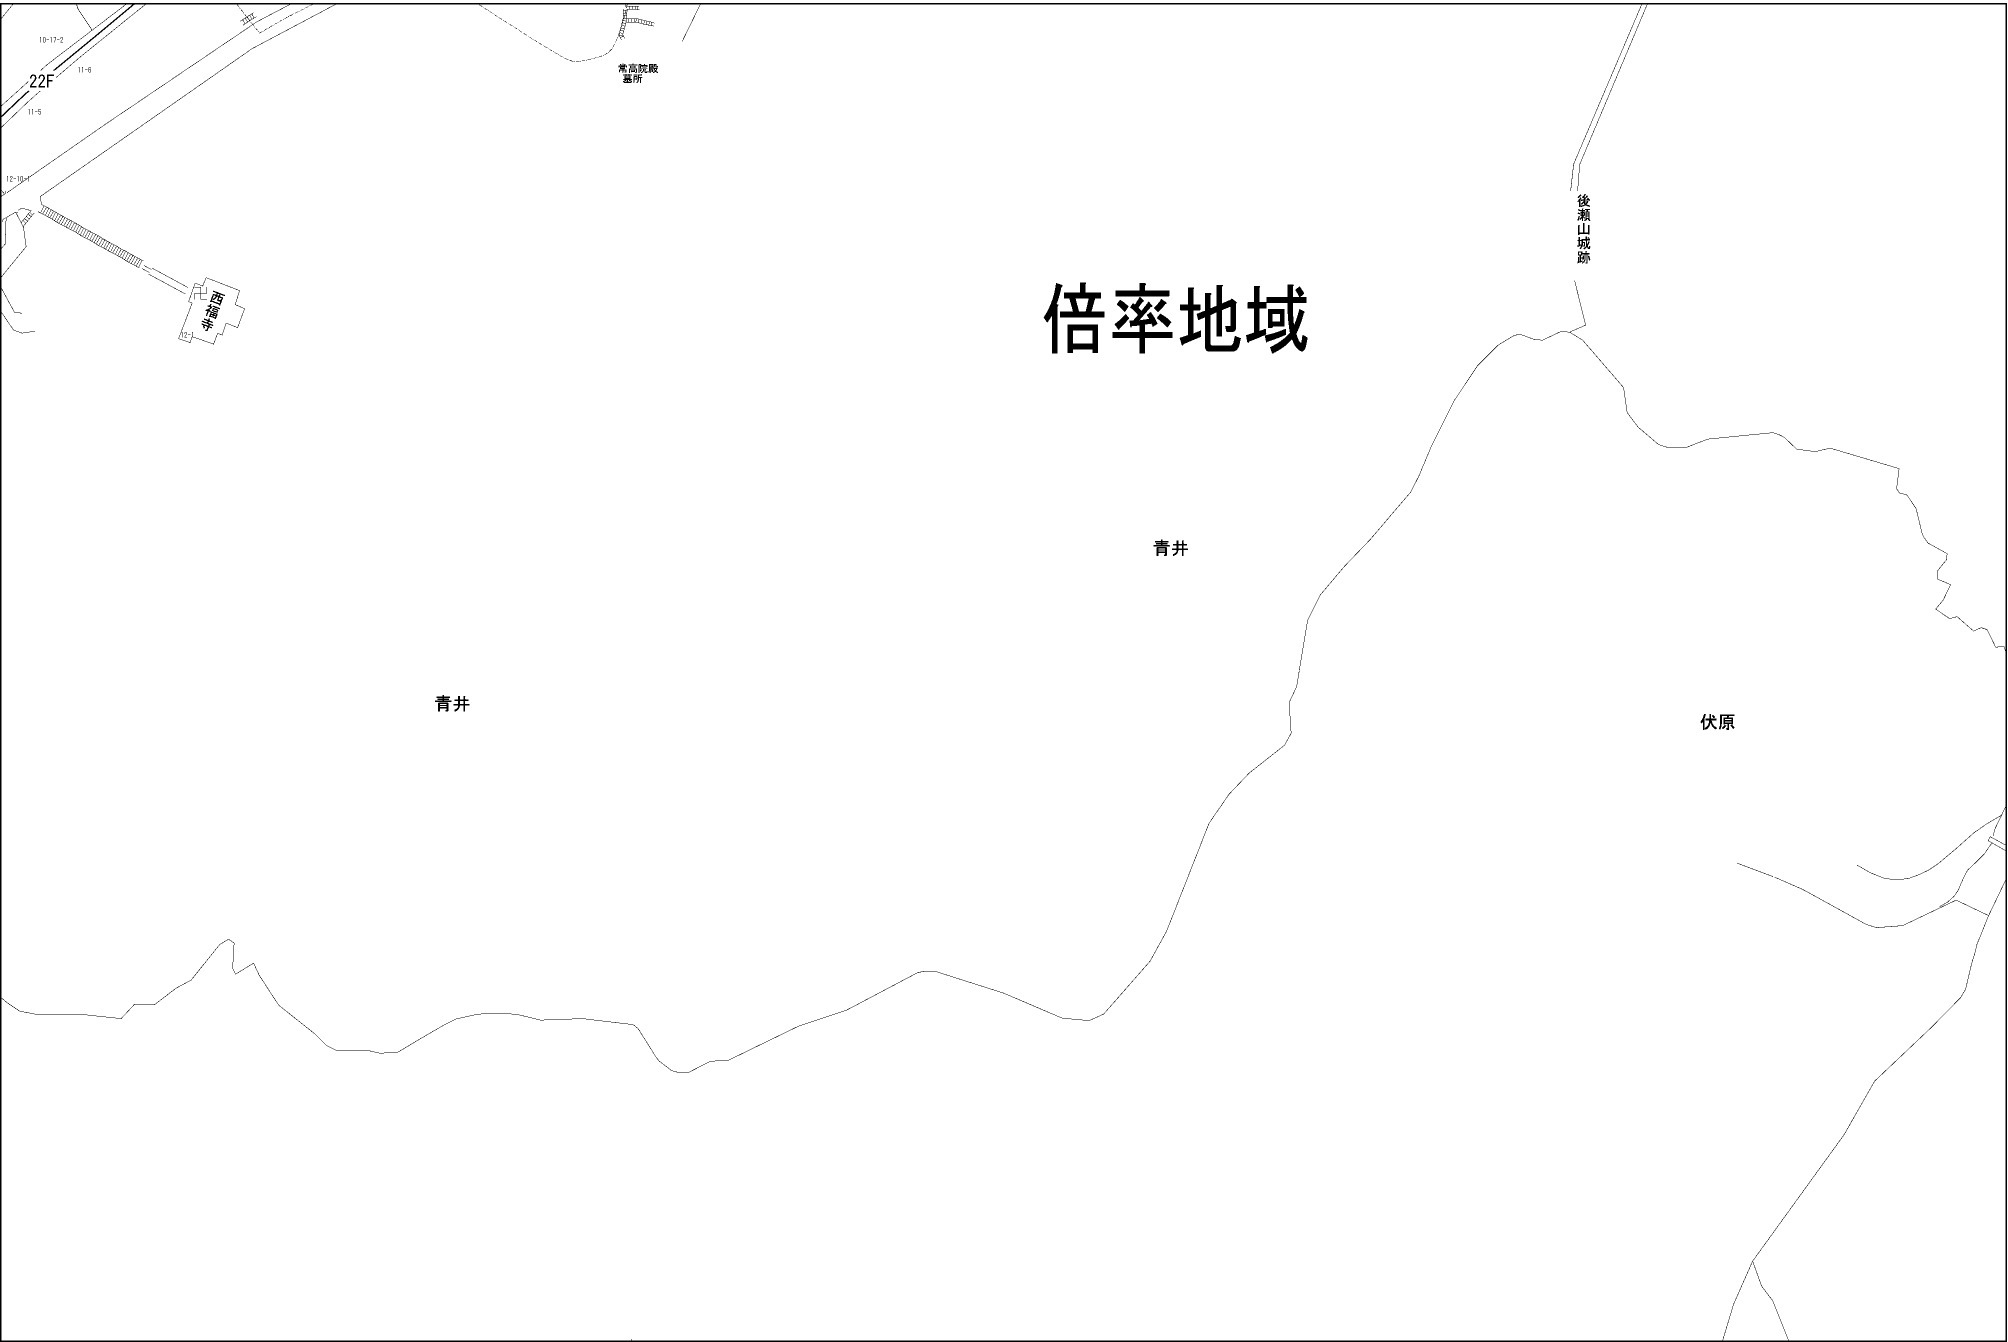 10-17-2
11-6
22F
11-5
常高院殿
墓所
12-10-1
後瀬山城跡
西福寺
12-1
倍率地域
青井
青井
伏原